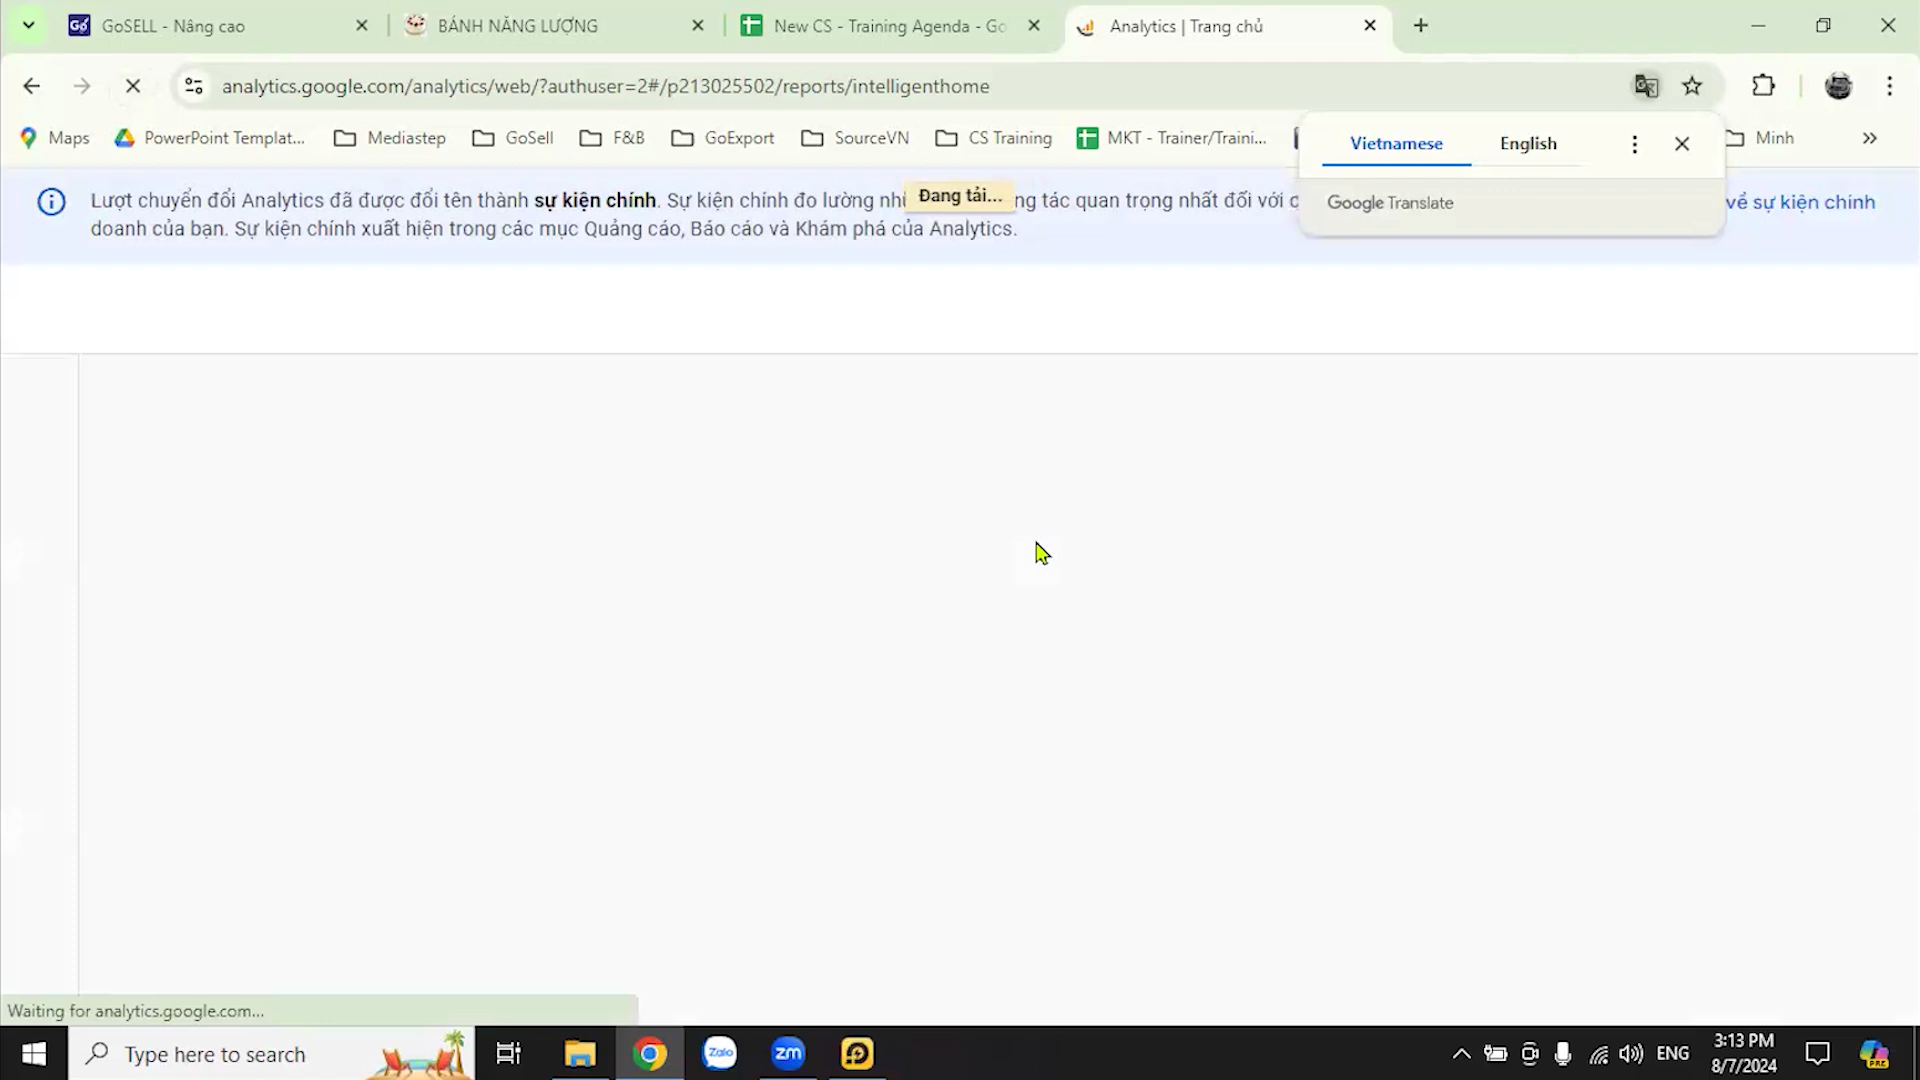 GoSELL - Nâng cao
BÁNH NĂNG LƯỢNG
New CS - Training Agenda - Go
Analytics | Trang chủ
analytics.google.com/analytics/web/?authuser=2#/p213025502/reports/intelligenthome
Maps
PowerPoint Templat...
Mediastep
GoSell
F&B
GoExport
SourceVN
CS Training
MKT - Trainer/Traini...
Minh
Vietnamese
English
Google Translate
Lượt chuyển đổi Analytics đã được đổi tên thành sự kiện chính. Sự kiện chính đo lường Đang tải... ng tác quan trọng nhất đối với về sự kiện chính
doanh của bạn. Sự kiện chính xuất hiện trong các mục Quảng cáo, Báo cáo và Khám phá của Analytics.
Waiting for analytics.google.com...
Type here to search
Zalo
zm
ENG
3:13 PM
8/7/2024
PRE